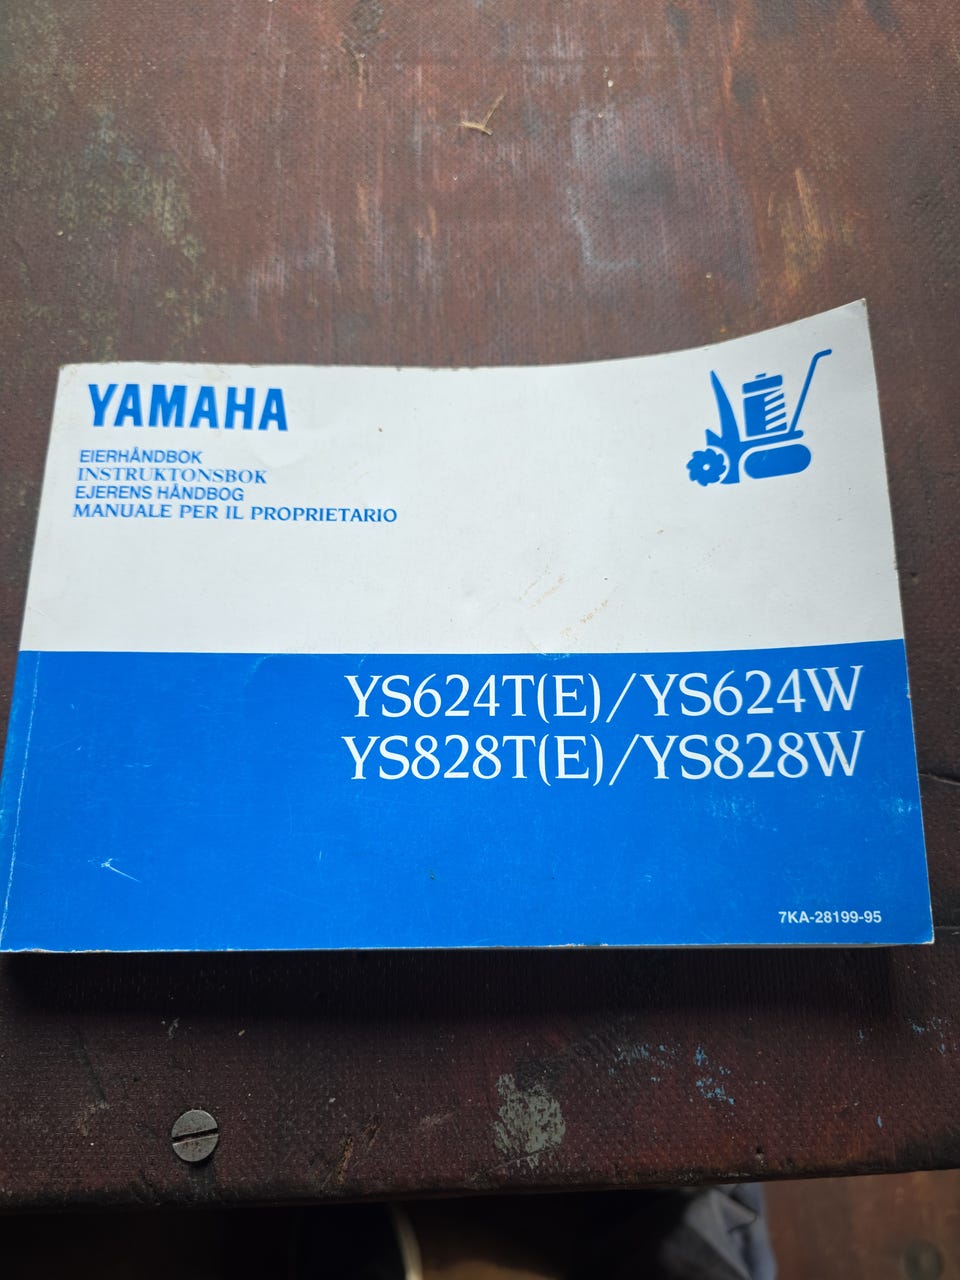 YAMAHA
EIERHÅNDBOK
INSTRUKTONSBOK
EJERENS HÅNDBOG
MANUALE PER IL PROPRIETARIO
YS624T(E)/YS624W
YS828T(E)/YS828W
7KA-28199-95